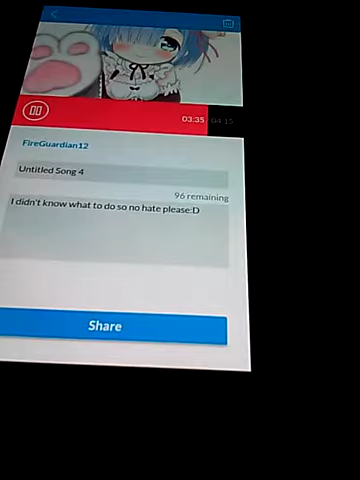 03:35 04:15
FireGuardian12
Untitled Song 4
96 remaining
I didn't know what to do so no hate please:D
Share